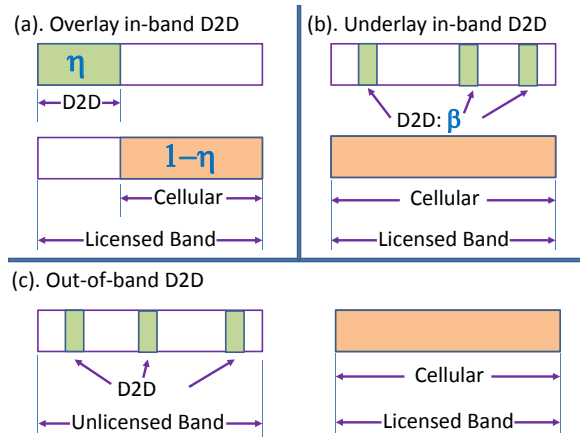 (a). Overlay in-band D2D
η
D2D
1−η
Cellular
Licensed Band
(b). Underlay in-band D2D
D2D: β
Cellular
Licensed Band
(c). Out-of-band D2D
D2D
Unlicensed Band
Cellular
Licensed Band